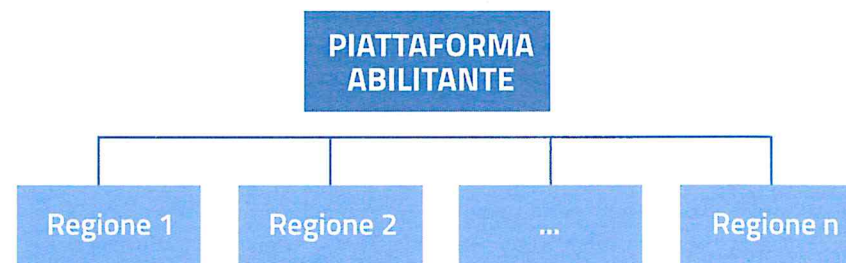 PIATTAFORMA
ABILITANTE
Regione 1
Regione 2
...
Regione n